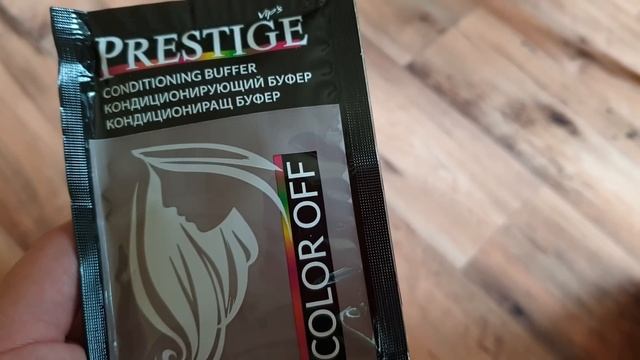 Vip's
PRESTIGE
CONDITIONING BUFFER
КОНДИЦИОНИРУЮЩИЙ БУФЕР
КОНДИЦИОНИРАЩ БУФЕР
COLOR OFF